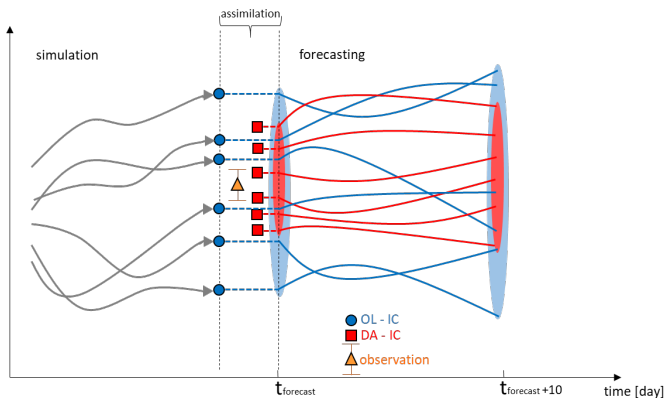 assimilation
simulation
forecasting
OL - IC
DA - IC
observation
tforecast
tforecast +10
time [day]